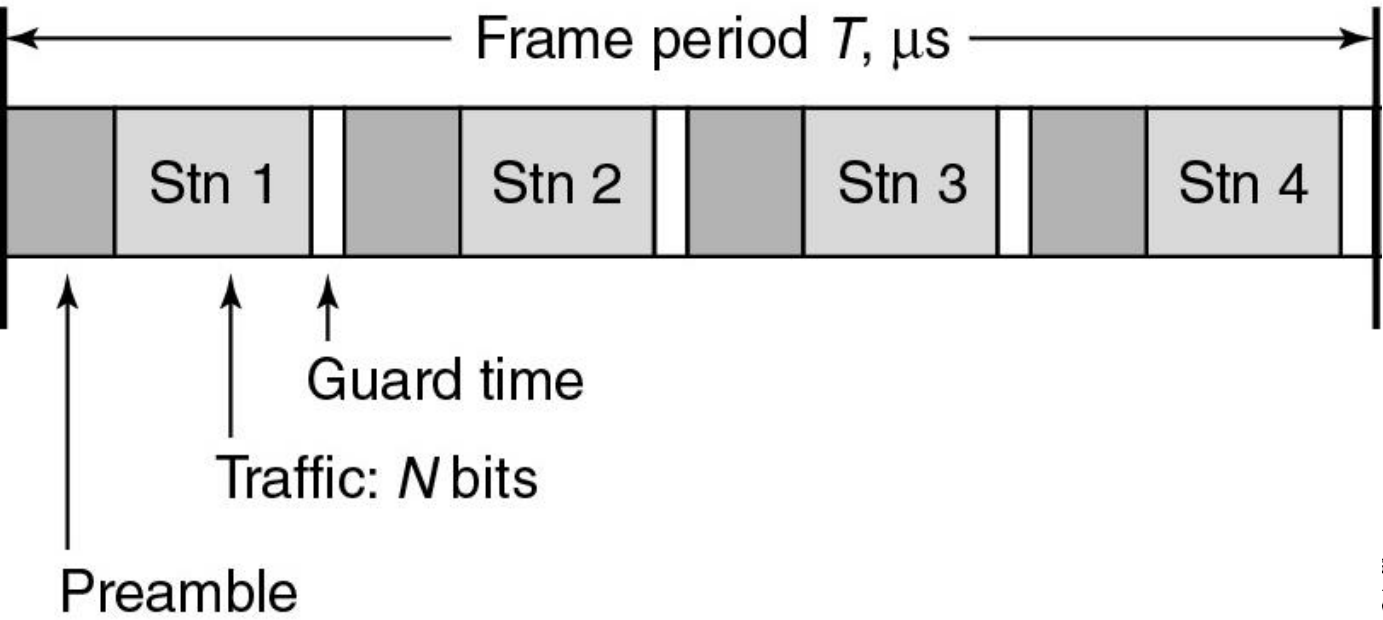 Frame period T, μs
Stn 1
Stn 2
Stn 3
Stn 4
Guard time
Traffic: N bits
Preamble